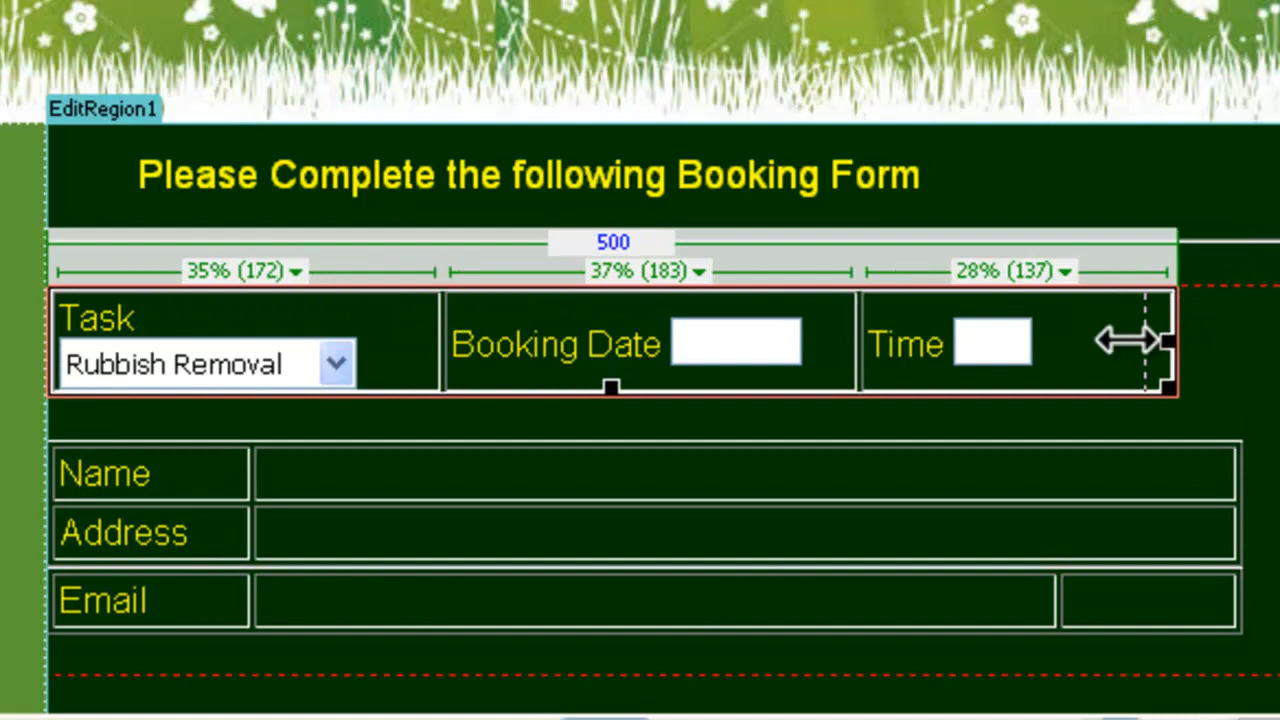 EditRegion1
Please Complete the following Booking Form
500
35% (172) 37% (183) 28% (137)
Task
Rubbish Removal
Booking Date
Time
Name
Address
Email